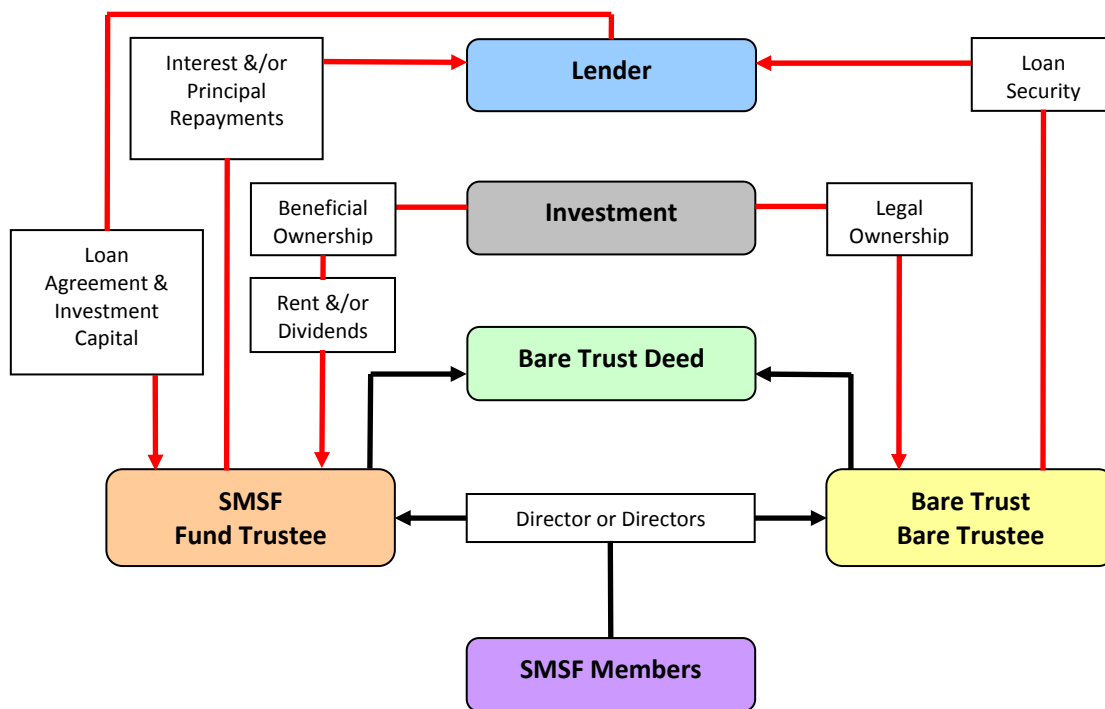 Interest &/or
Principal
Repayments
Lender
Loan
Security
Beneficial
Ownership
Investment
Legal
Ownership
Loan
Agreement &
Investment
Capital
Rent &/or
Dividends
Bare Trust Deed
SMSF
Fund Trustee
Director or Directors
Bare Trust
Bare Trustee
SMSF Members